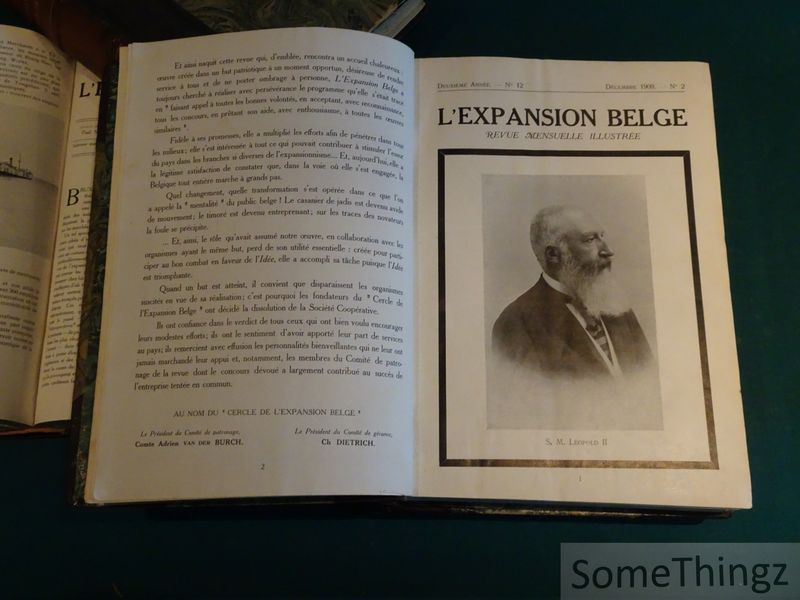 Et ainsi naquit cette revue qui, d'emblée, rencontra un accueil chaleureux :
œuvre créée dans un but patriotique à un moment opportun, désireuse de rendre
service à tous et de ne porter ombrage à personne, L'Expansion Belge a
toujours cherché à réaliser avec persévérance le programme qu'elle s'était tracé
en " faisant appel à toutes les bonnes volontés, en acceptant, avec reconnaissance,
tous les concours, en prêtant son aide, avec enthousiasme, à toutes les œuvres
similaires ".
Fidèle à ses promesses, elle a multiplié les efforts afin de pénétrer dans tous
les milieux; elle s'est intéressée à tout ce qui pouvait contribuer à stimuler l'essor
du pays dans les branches si diverses de l'expansionnisme... Et, aujourd'hui, elle a
la légitime satisfaction de constater que, dans la voie où elle s'est engagée, la
Belgique tout entière marche à grands pas.
Quel changement, quelle transformation s'est opérée dans ce que l'on
a appelé la " mentalité " du public belge ! Le casanier de jadis est devenu avide
de mouvement; le timoré est devenu entreprenant; sur les traces des novateurs
la foule se précipite.
... Et, ainsi, le rôle qu'avait assumé notre œuvre, en collaboration avec les
organismes ayant le même but, perd de son utilité essentielle : créée pour parti-
ciper au bon combat en faveur de l'Idée, elle a accompli sa tâche puisque l'Idée
est triomphante.
Quand un but est atteint, il convient que disparaissent les organismes
suscités en vue de sa réalisation; c'est pourquoi les fondateurs du " Cercle de
l'Expansion Belge " ont décidé la dissolution de la Société Coopérative.
Ils ont confiance dans le verdict de tous ceux qui ont bien voulu encourager
leurs modestes efforts; ils ont le sentiment d'avoir apporté leur part de services
au pays; ils remercient avec effusion les personnalités bienveillantes qui ne leur ont
jamais marchandé leur appui et, notamment, les membres du Comité de patro-
nage de la revue dont le concours dévoué a largement contribué au succès de
l'entreprise tentée en commun.
AU NOM DU " CERCLE DE L'EXPANSION BELGE "
Le Président du Comité de patronage,
Comte Adrien VAN DER BURCH.
Le Président du Comité de gérance,
Ch DIETRICH.
2
DEUXIÈME ANNÉE. — N° 12
DÉCEMBRE 1909. — N° 2
L'EXPANSION BELGE
REVUE MENSUELLE ILLUSTRÉE
S. M. LÉOPOLD II
1
SomeThingz